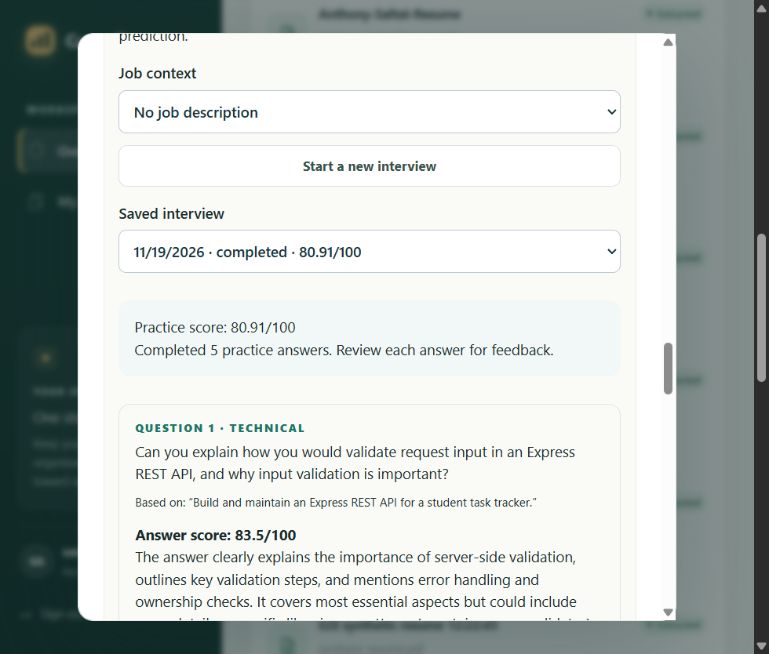 Anthony Gallel-Resume
prediction.
Job context
No job description
Start a new interview
Saved interview
11/19/2026 · completed · 80.91/100
Practice score: 80.91/100
Completed 5 practice answers. Review each answer for feedback.
QUESTION 1 · TECHNICAL
Can you explain how you would validate request input in an Express
REST API, and why input validation is important?
Based on: “Build and maintain an Express REST API for a student task tracker.”
Answer score: 83.5/100
The answer clearly explains the importance of server-side validation,
outlines key validation steps, and mentions error handling and
ownership checks. It covers most essential aspects but could include